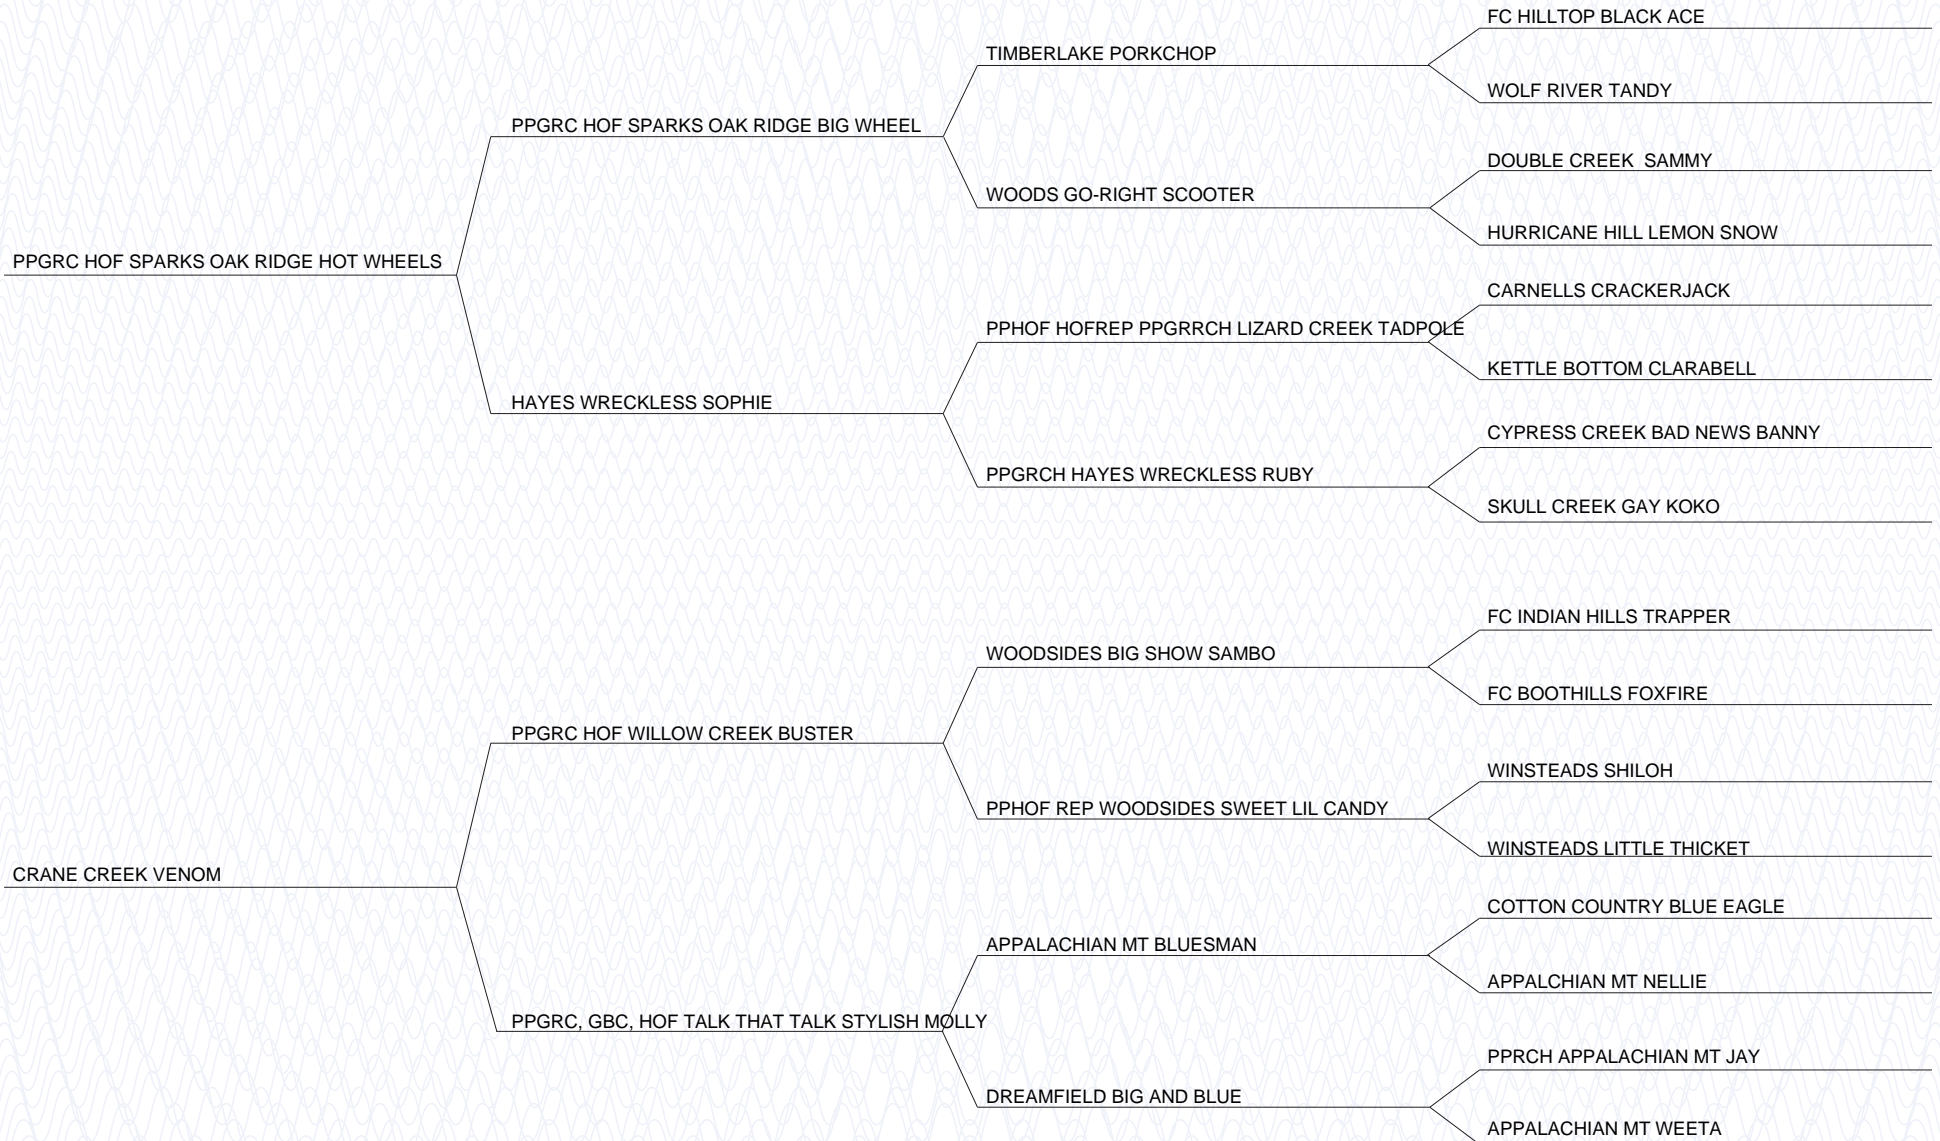 FC HILLTOP BLACK ACE
TIMBERLAKE PORKCHOP
WOLF RIVER TANDY
PPGRC HOF SPARKS OAK RIDGE BIG WHEEL
DOUBLE CREEK  SAMMY
WOODS GO-RIGHT SCOOTER
HURRICANE HILL LEMON SNOW
PPGRC HOF SPARKS OAK RIDGE HOT WHEELS
CARNELLS CRACKERJACK
PPHOF HOFREP PPGRRCH LIZARD CREEK TADPOLE
KETTLE BOTTOM CLARABELL
HAYES WRECKLESS SOPHIE
CYPRESS CREEK BAD NEWS BANNY
PPGRCH HAYES WRECKLESS RUBY
SKULL CREEK GAY KOKO
FC INDIAN HILLS TRAPPER
WOODSIDES BIG SHOW SAMBO
FC BOOTHILLS FOXFIRE
PPGRC HOF WILLOW CREEK BUSTER
WINSTEADS SHILOH
PPHOF REP WOODSIDES SWEET LIL CANDY
WINSTEADS LITTLE THICKET
CRANE CREEK VENOM
COTTON COUNTRY BLUE EAGLE
APPALACHIAN MT BLUESMAN
APPALCHIAN MT NELLIE
PPGRC, GBC, HOF TALK THAT TALK STYLISH MOLLY
PPRCH APPALACHIAN MT JAY
DREAMFIELD BIG AND BLUE
APPALACHIAN MT WEETA